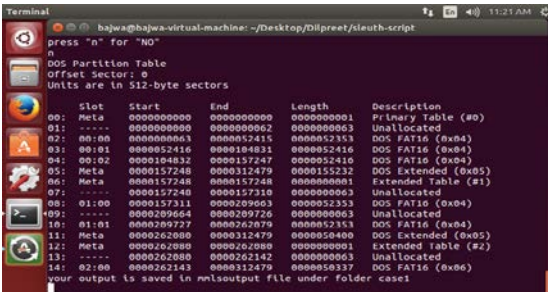 Terminal
En
11:21 AM
bajwa@bajwa-virtual-machine: ~/Desktop/Dilpreet/sleuth-script
press "n" for "NO"
n
DOS Partition Table
Offset Sector: 0
Units are in 512-byte sectors
Slot Start End Length Description
00: Meta 0000000000 0000000000 0000000001 Primary Table (#0)
01: ----- 0000000000 0000000062 0000000063 Unallocated
02: 00:00 0000000063 0000052415 0000052353 DOS FAT16 (0x04)
03: 00:01 0000052416 0000104831 0000052416 DOS FAT16 (0x04)
04: 00:02 0000104832 0000157247 0000052416 DOS FAT16 (0x04)
05: Meta 0000157248 0000312479 0000155232 DOS Extended (0x05)
06: Meta 0000157248 0000157248 0000000001 Extended Table (#1)
07: ----- 0000157248 0000157310 0000000063 Unallocated
08: 01:00 0000157311 0000209663 0000052353 DOS FAT16 (0x04)
09: ----- 0000209664 0000209726 0000000063 Unallocated
10: 01:01 0000209727 0000262079 0000052353 DOS FAT16 (0x04)
11: Meta 0000262080 0000312479 0000050400 DOS Extended (0x05)
12: Meta 0000262080 0000262080 0000000001 Extended Table (#2)
13: ----- 0000262080 0000262142 0000000063 Unallocated
14: 02:00 0000262143 0000312479 0000050337 DOS FAT16 (0x06)
your output is saved in mmlsoutput file under folder case1